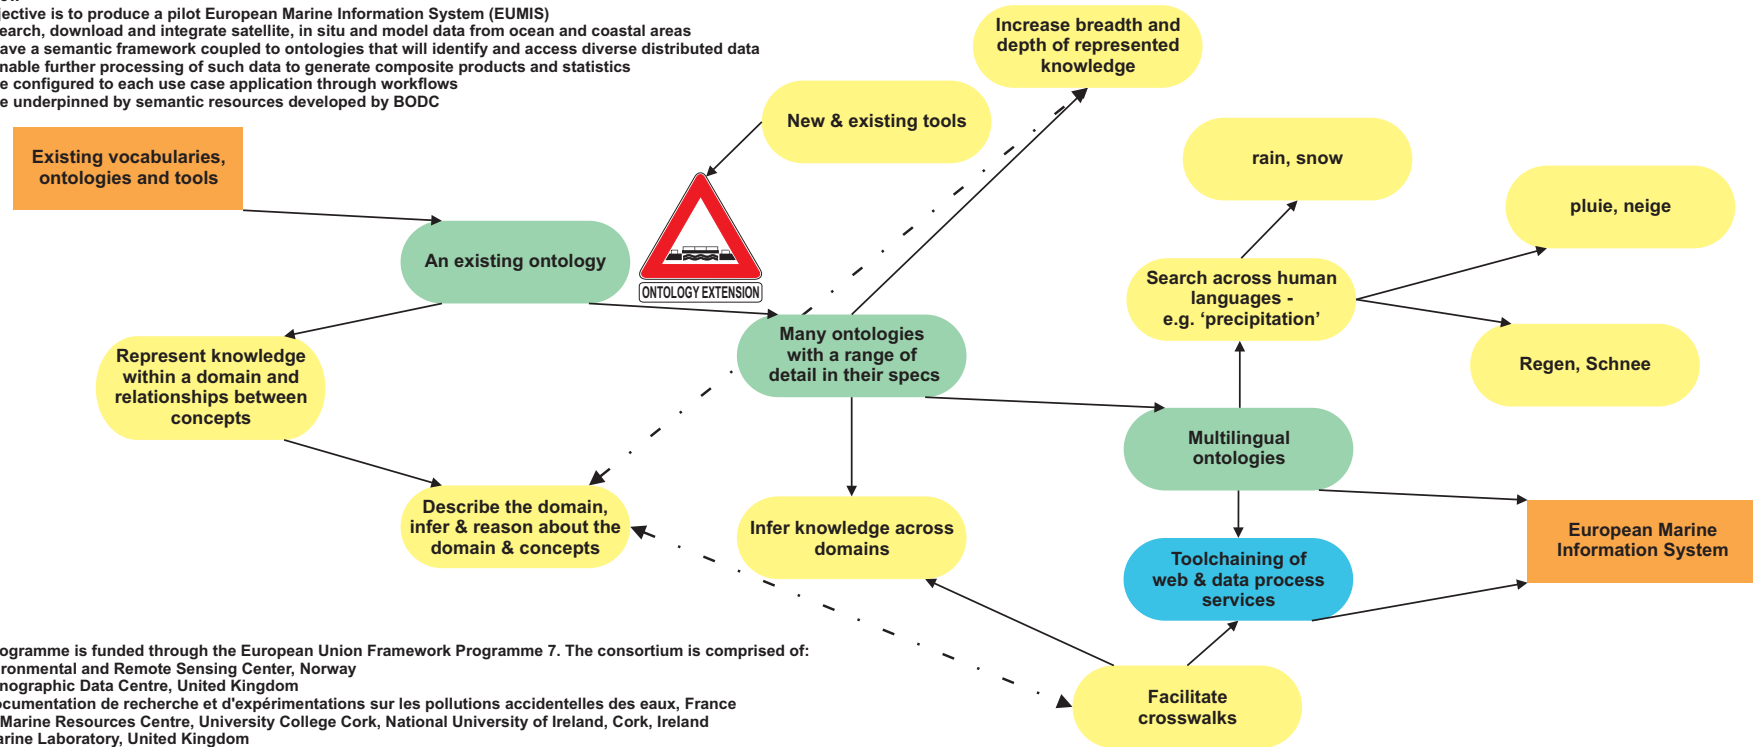 jective is to produce a pilot European Marine Information System (EUMIS)
earch, download and integrate satellite, in situ and model data from ocean and coastal areas
ave a semantic framework coupled to ontologies that will identify and access diverse distributed data
nable further processing of such data to generate composite products and statistics
e configured to each use case application through workflows
e underpinned by semantic resources developed by BODC
Increase breadth and
depth of represented
knowledge
New & existing tools
Existing vocabularies,
ontologies and tools
rain, snow
pluie, neige
An existing ontology
ONTOLOGY EXTENSION
Search across human
languages -
e.g. ‘precipitation’
Many ontologies
with a range of
detail in their specs
Represent knowledge
within a domain and
relationships between
concepts
Regen, Schnee
Multilingual
ontologies
Describe the domain,
infer & reason about the
domain & concepts
Infer knowledge across
domains
European Marine
Information System
Toolchaining of
web & data process
services
Facilitate
crosswalks
ogramme is funded through the European Union Framework Programme 7. The consortium is comprised of:
ironmental and Remote Sensing Center, Norway
nographic Data Centre, United Kingdom
ocumentation de recherche et d'expérimentations sur les pollutions accidentelles des eaux, France
Marine Resources Centre, University College Cork, National University of Ireland, Cork, Ireland
arine Laboratory, United Kingdom